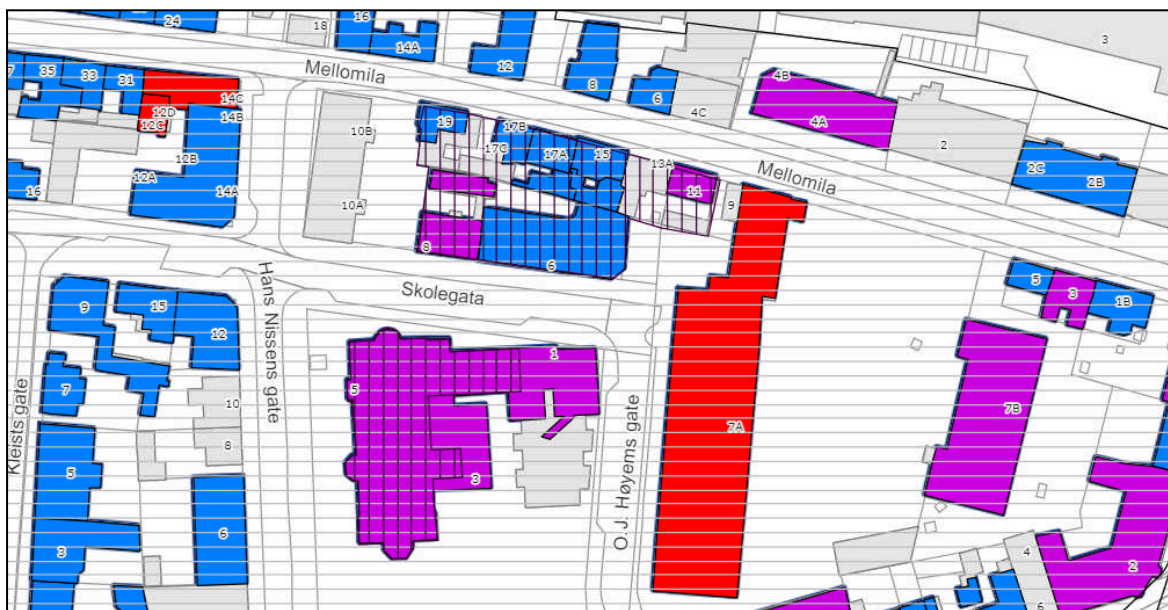 24
18
16
14A
12
8
6
4C
4B
4A
3
2
2C
2B
Mellomila
7
35
33
31
14C
12D
12C
14B
12B
12A
14A
16
10B
10A
19
17B
17C
17A
15
13A
11
9
Mellomila
8
6
Skolegata
Hans Nissens gate
9
15
12
7
10
8
5
6
3
Kleists gate
1
5
3
O.J. Høyems gate
7A
5
3
1B
7B
4
2
6